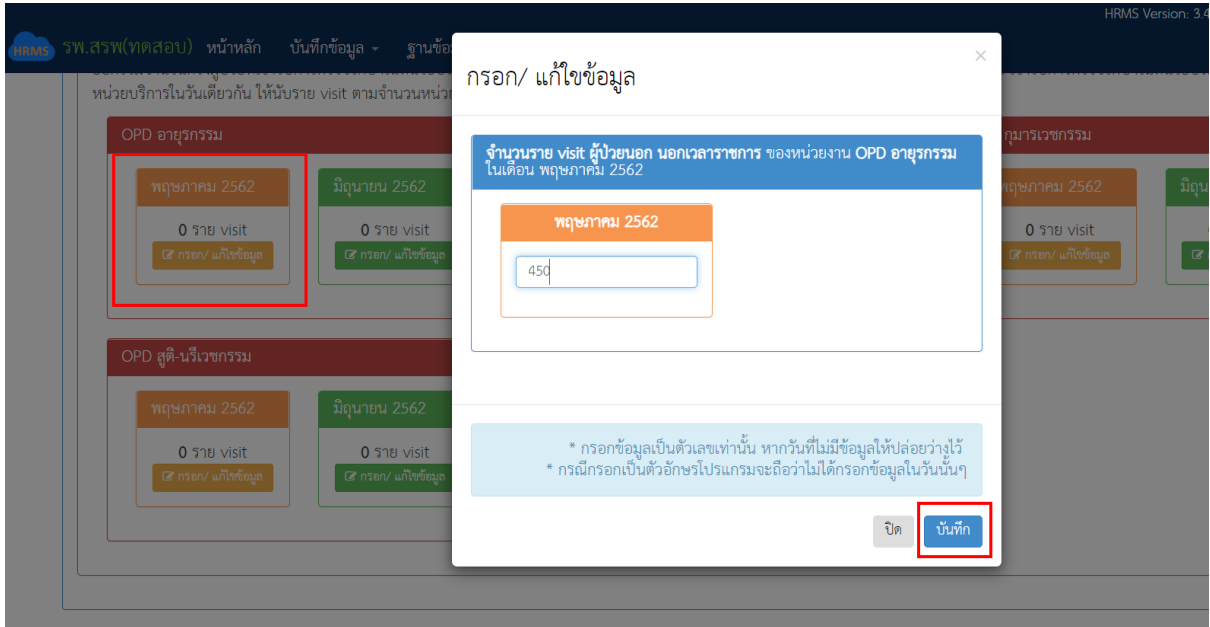 HRMS Version: 3.4
HRMS รพ.สรพ(ทดสอบ) หน้าหลัก บันทึกข้อมูล ฐานข้อ
หน่วยบริการในวันเดียวกัน ให้นับราย visit ตามจำนวนหน่ว
OPD อายุรกรรม
พฤษภาคม 2562
0 ราย visit
กรอก/ แก้ไขข้อมูล
มิถุนายน 2562
0 ราย visit
กรอก/ แก้ไขข้อมูล
กุมารเวชกรรม
พฤษภาคม 2562
0 ราย visit
กรอก/ แก้ไขข้อมูล
มิถุน
OPD สูติ-นรีเวชกรรม
พฤษภาคม 2562
0 ราย visit
กรอก/ แก้ไขข้อมูล
มิถุนายน 2562
0 ราย visit
กรอก/ แก้ไขข้อมูล
กรอก/ แก้ไขข้อมูล
×
จำนวนราย visit ผู้ป่วยนอก นอกเวลาราชการ ของหน่วยงาน OPD อายุรกรรม
ในเดือน พฤษภาคม 2562
พฤษภาคม 2562
450
* กรอกข้อมูลเป็นตัวเลขเท่านั้น หากวันที่ไม่มีข้อมูลให้ปล่อยว่างไว้
* กรณีกรอกเป็นตัวอักษรโปรแกรมจะถือว่าไม่ได้กรอกข้อมูลในวันนั้นๆ
ปิด
บันทึก